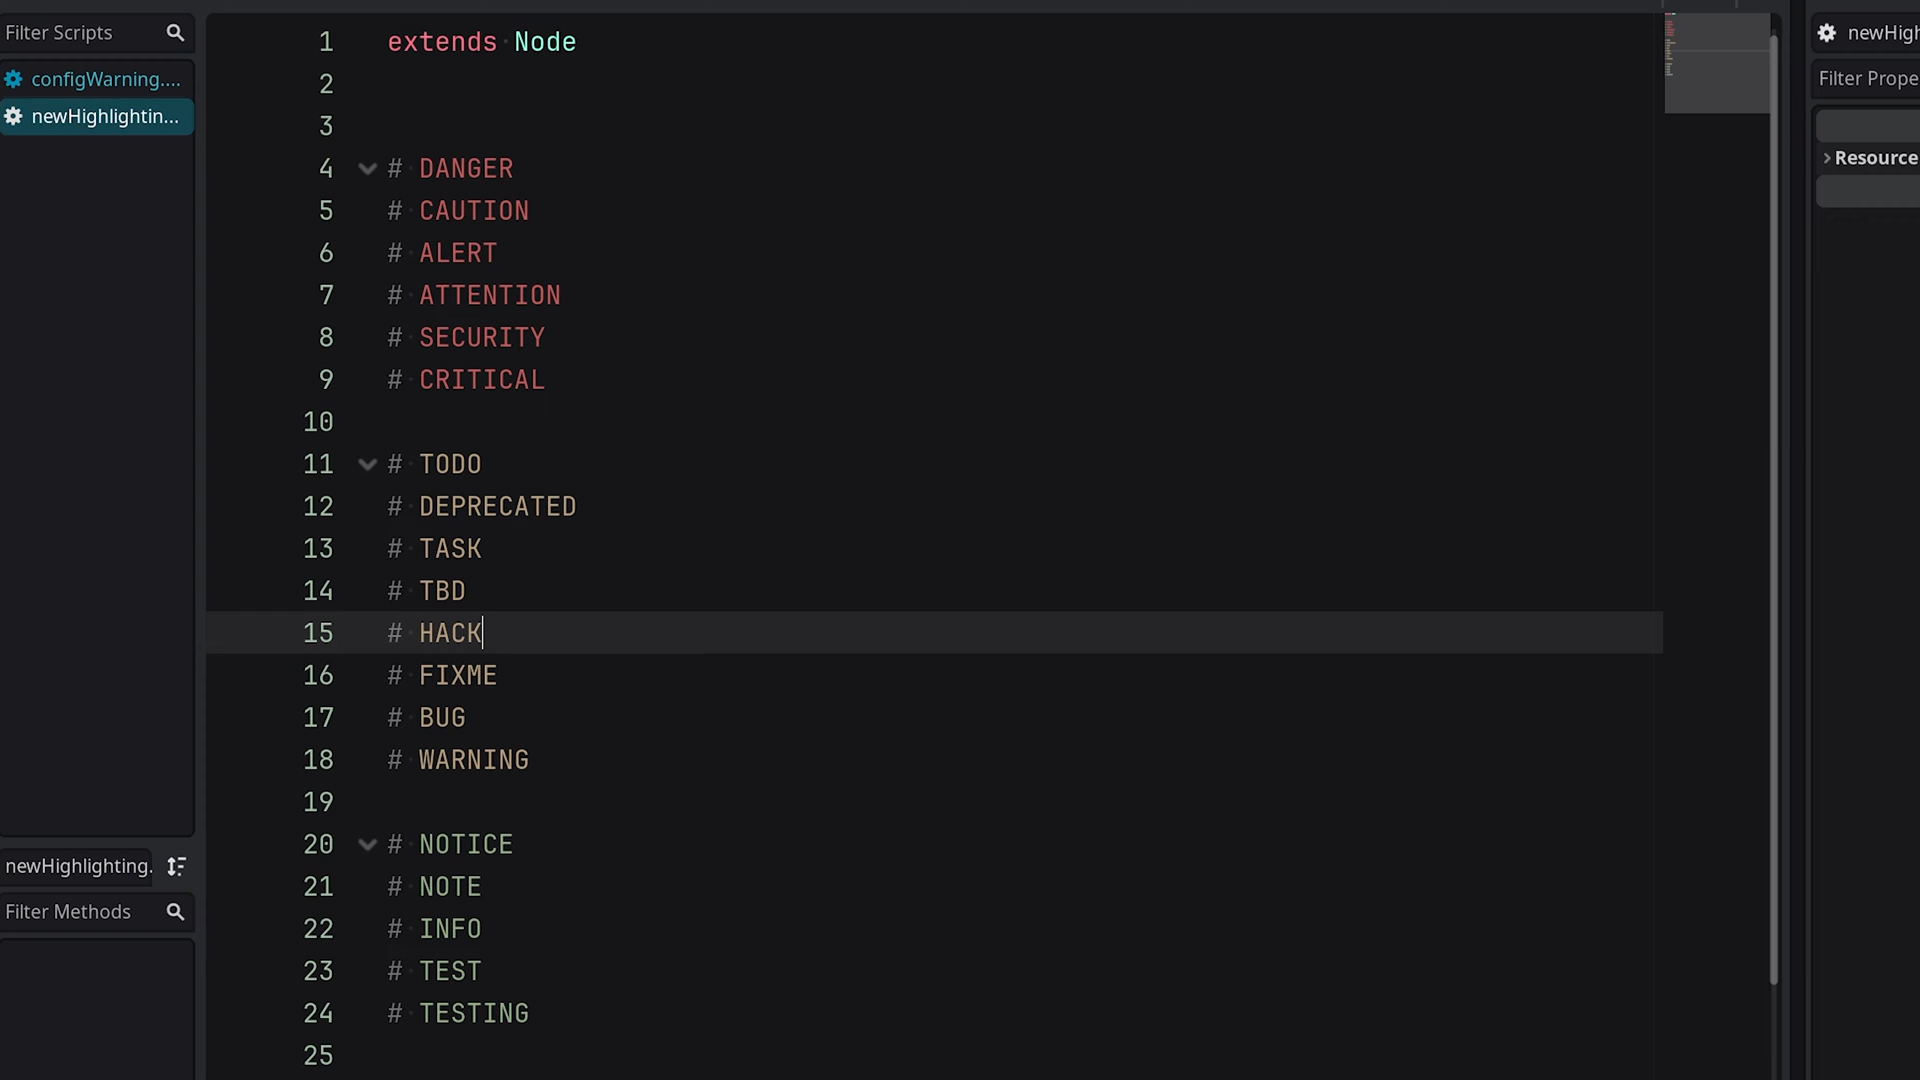 Filter Scripts
configWarning....
newHighlightin...
newHighlighting.
Filter Methods
1 extends Node
2
3
4 # DANGER
5 # CAUTION
6 # ALERT
7 # ATTENTION
8 # SECURITY
9 # CRITICAL
10
11 # TODO
12 # DEPRECATED
13 # TASK
14 # TBD
15 # HACK
16 # FIXME
17 # BUG
18 # WARNING
19
20 # NOTICE
21 # NOTE
22 # INFO
23 # TEST
24 # TESTING
25
newHigh
Filter Prope
Resource